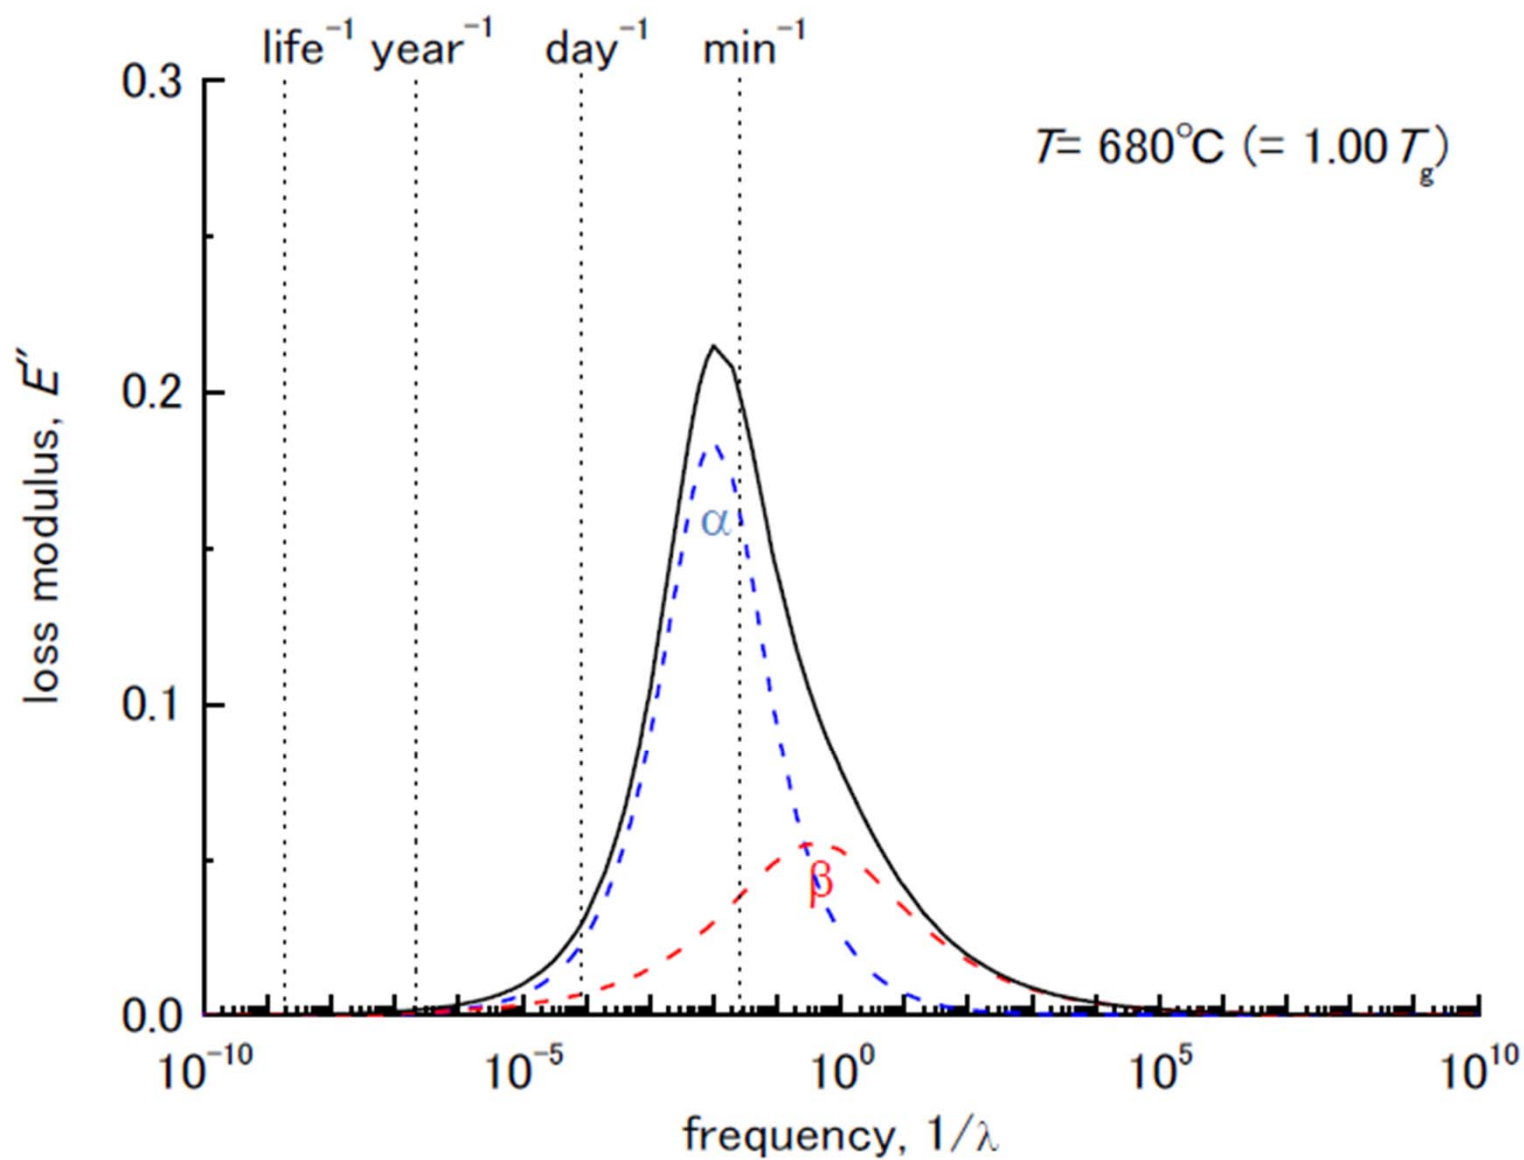 life⁻¹ year⁻¹ day⁻¹ min⁻¹
0.3
T= 680°C (= 1.00 Tg)
loss modulus, E″
0.2
α
0.1
β
0.0
10⁻¹⁰ 10⁻⁵ 10⁰ 10⁵ 10¹⁰
frequency, 1/λ